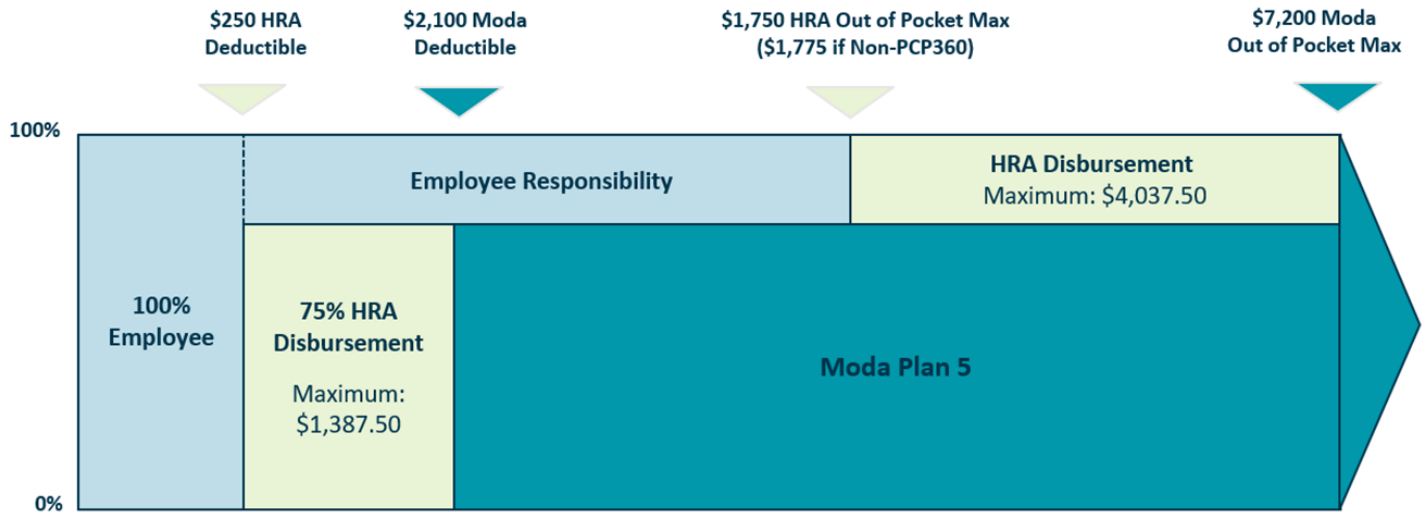 $250 HRA
Deductible
$2,100 Moda
Deductible
$1,750 HRA Out of Pocket Max
($1,775 if Non-PCP360)
$7,200 Moda
Out of Pocket Max
100%
Employee Responsibility
HRA Disbursement
Maximum: $4,037.50
100%
Employee
75% HRA
Disbursement
Maximum:
$1,387.50
Moda Plan 5
0%